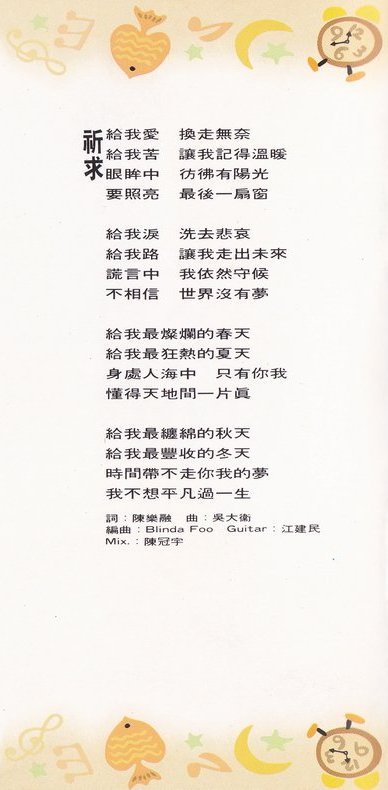 祈求
給我愛　換走無奈
給我苦　讓我記得溫暖
眼眸中　彷彿有陽光
要照亮　最後一扇窗
給我淚　洗去悲哀
給我路　讓我走出未來
謊言中　我依然守候
不相信　世界沒有夢
給我最燦爛的春天
給我最狂熱的夏天
身處人海中　只有你我
懂得天地間一片眞
給我最纏綿的秋天
給我最豐收的冬天
時間帶不走你我的夢
我不想平凡過一生
詞：陳樂融　曲：吳大衞
編曲：Blinda Foo　Guitar：江建民
Mix.：陳冠宇